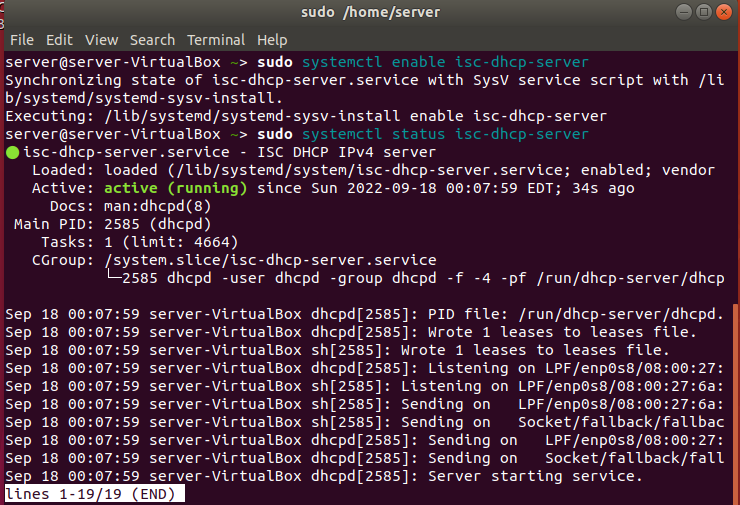 sudo /home/server
File Edit View Search Terminal Help
server@server-VirtualBox ~> sudo systemctl enable isc-dhcp-server
Synchronizing state of isc-dhcp-server.service with SysV service script with /li
b/systemd/systemd-sysv-install.
Executing: /lib/systemd/systemd-sysv-install enable isc-dhcp-server
server@server-VirtualBox ~> sudo systemctl status isc-dhcp-server
● isc-dhcp-server.service - ISC DHCP IPv4 server
   Loaded: loaded (/lib/systemd/system/isc-dhcp-server.service; enabled; vendor
   Active: active (running) since Sun 2022-09-18 00:07:59 EDT; 34s ago
     Docs: man:dhcpd(8)
 Main PID: 2585 (dhcpd)
    Tasks: 1 (limit: 4664)
   CGroup: /system.slice/isc-dhcp-server.service
           └─2585 dhcpd -user dhcpd -group dhcpd -f -4 -pf /run/dhcp-server/dhcp
Sep 18 00:07:59 server-VirtualBox dhcpd[2585]: PID file: /run/dhcp-server/dhcpd.
Sep 18 00:07:59 server-VirtualBox dhcpd[2585]: Wrote 1 leases to leases file.
Sep 18 00:07:59 server-VirtualBox sh[2585]: Wrote 1 leases to leases file.
Sep 18 00:07:59 server-VirtualBox dhcpd[2585]: Listening on LPF/enp0s8/08:00:27:
Sep 18 00:07:59 server-VirtualBox sh[2585]: Listening on LPF/enp0s8/08:00:27:6a:
Sep 18 00:07:59 server-VirtualBox sh[2585]: Sending on   LPF/enp0s8/08:00:27:6a:
Sep 18 00:07:59 server-VirtualBox sh[2585]: Sending on   Socket/fallback/fallbac
Sep 18 00:07:59 server-VirtualBox dhcpd[2585]: Sending on   LPF/enp0s8/08:00:27:
Sep 18 00:07:59 server-VirtualBox dhcpd[2585]: Sending on   Socket/fallback/fall
Sep 18 00:07:59 server-VirtualBox dhcpd[2585]: Server starting service.
lines 1-19/19 (END)